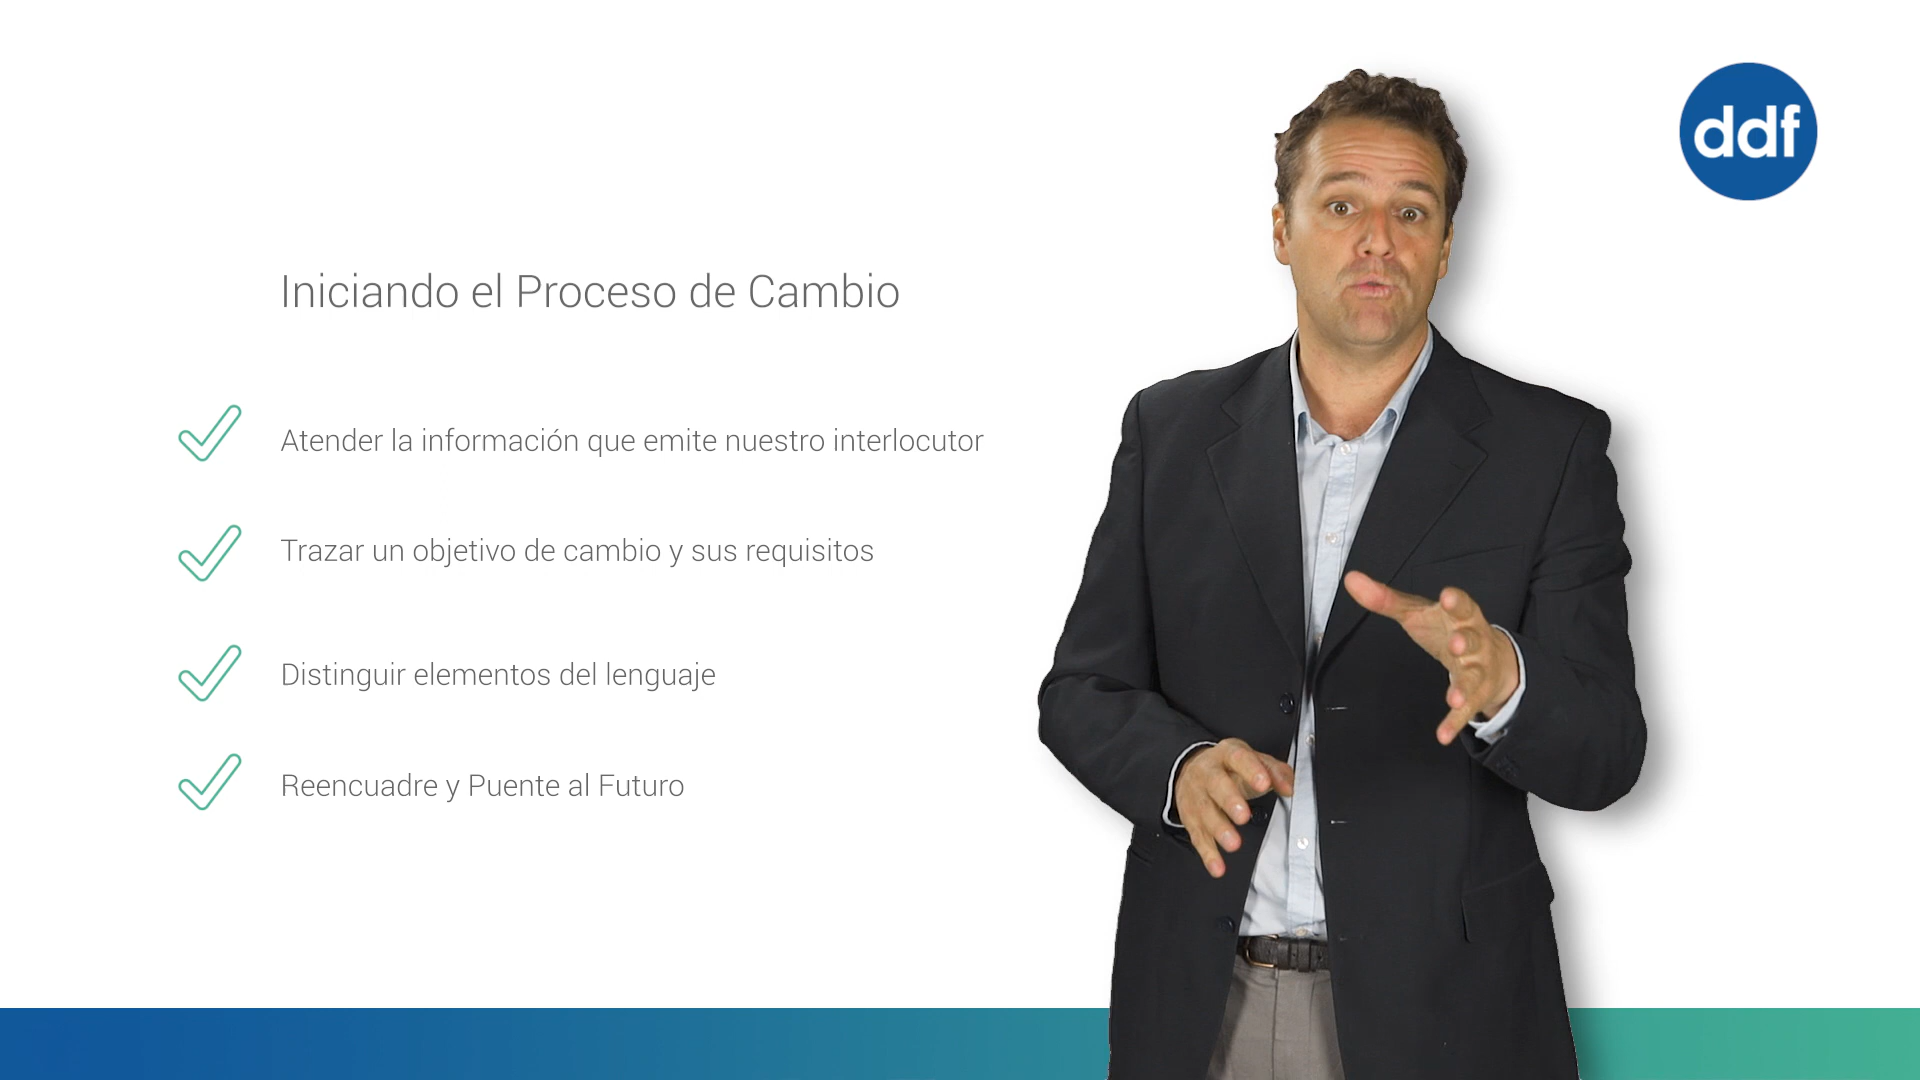 ddf
Iniciando el Proceso de Cambio
Atender la información que emite nuestro interlocutor
Trazar un objetivo de cambio y sus requisitos
Distinguir elementos del lenguaje
Reencuadre y Puente al Futuro